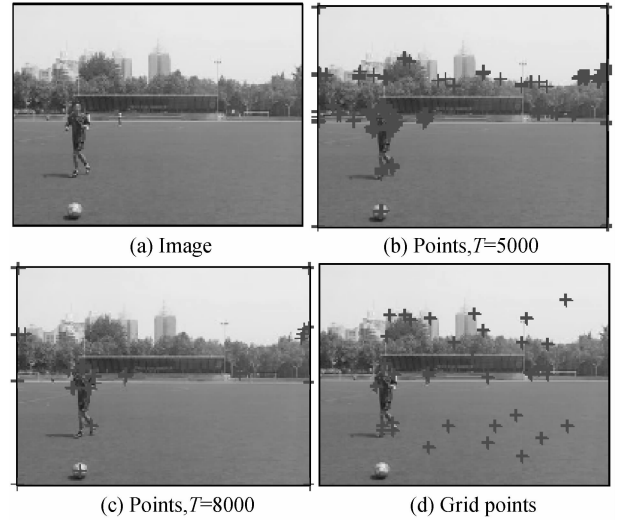 (a) Image
(b) Points,T=5000
(c) Points,T=8000
(d) Grid points